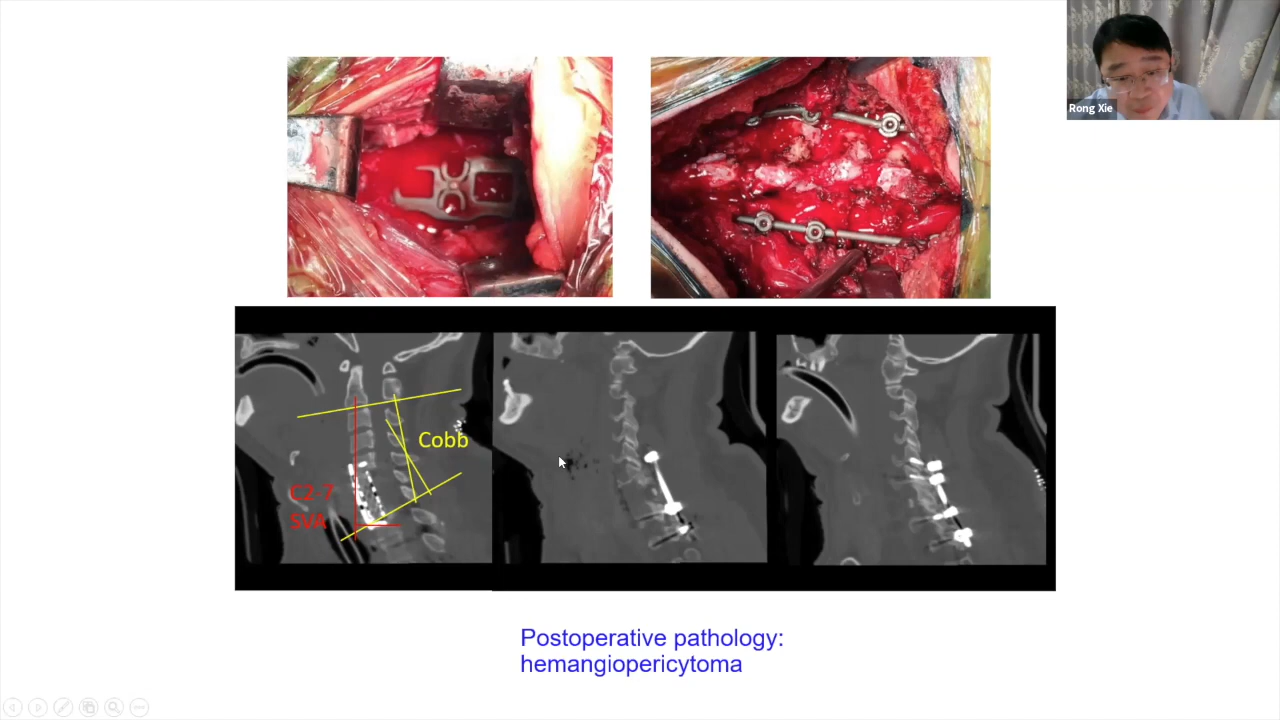 Rong Xie
Cobb
C2-7
SVA
Postoperative pathology:
hemangiopericytoma